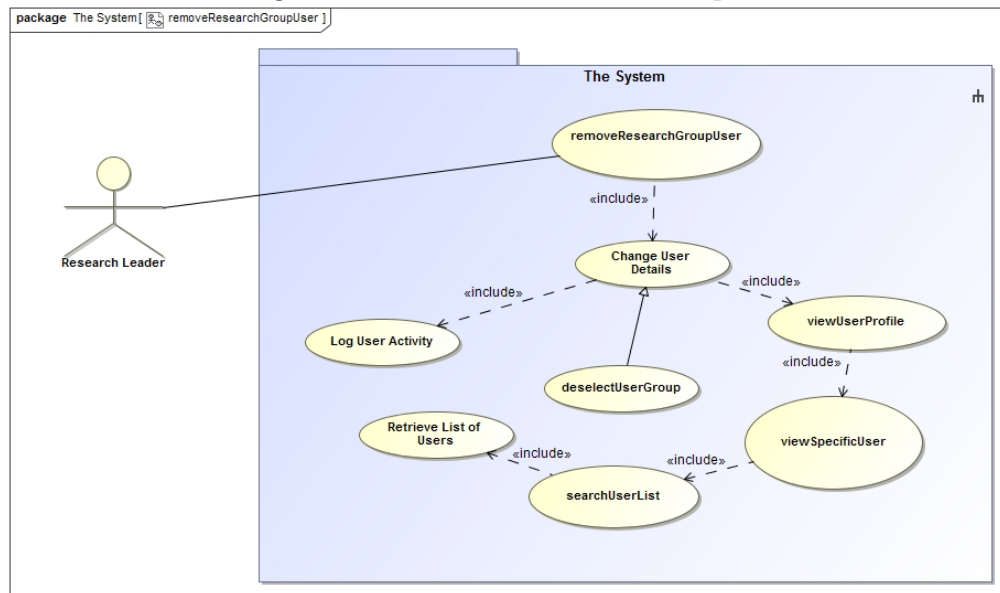 package The System[ removeResearchGroupUser ]
The System
removeResearchGroupUser
«include»
Change User
Details
«include»
«include»
Research Leader
viewUserProfile
Log User Activity
«include»
deselectUserGroup
Retrieve List of
Users
viewSpecificUser
«include»
«include»
searchUserList